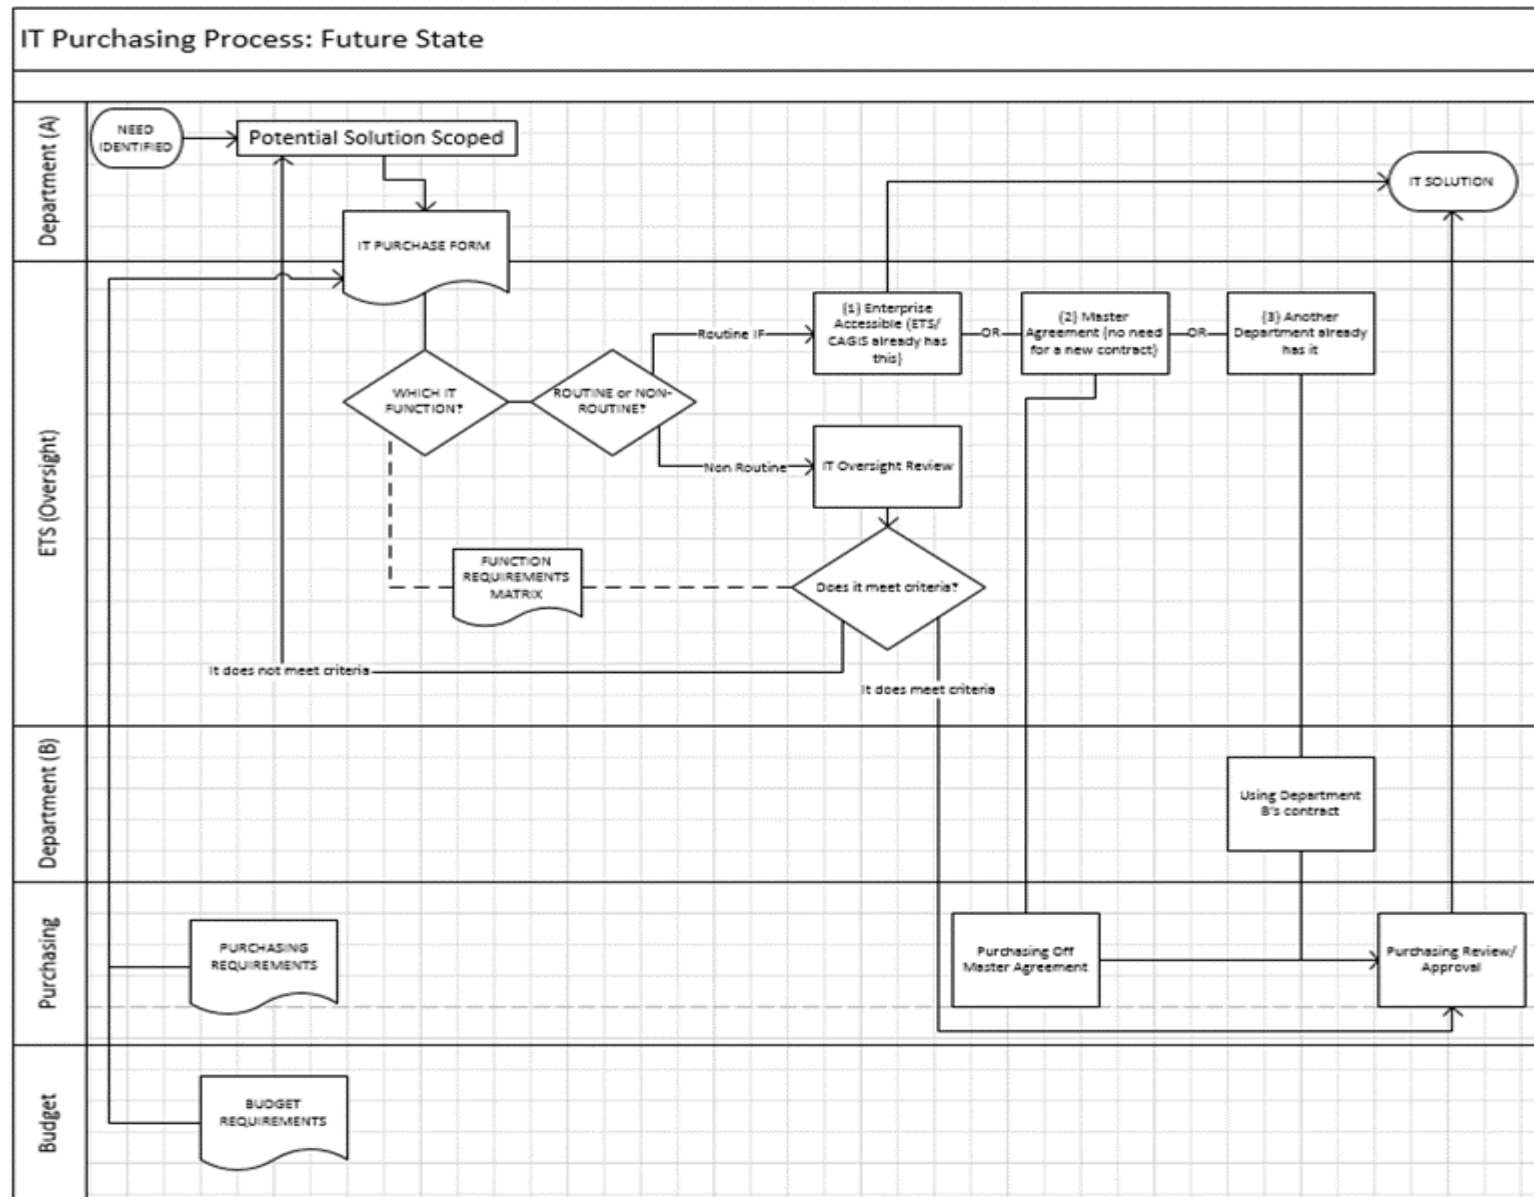 IT Purchasing Process: Future State
Department (A)
NEED
IDENTIFIED
Potential Solution Scoped
IT PURCHASE FORM
IT SOLUTION
ETS (Oversight)
WHICH IT
FUNCTION?
ROUTINE or NON-
ROUTINE?
Routine IF
(1) Enterprise
Accessible (ETS/
CAGIS already has
this)
OR
(2) Master
Agreement (no need
for a new contract)
OR
(3) Another
Department already
has it
Non Routine
IT Oversight Review
FUNCTION
REQUIREMENTS
MATRIX
Does it meet criteria?
It does not meet criteria
It does meet criteria
Department (B)
Using Department
B's contract
Purchasing
PURCHASING
REQUIREMENTS
Purchasing Off
Master Agreement
Purchasing Review/
Approval
Budget
BUDGET
REQUIREMENTS